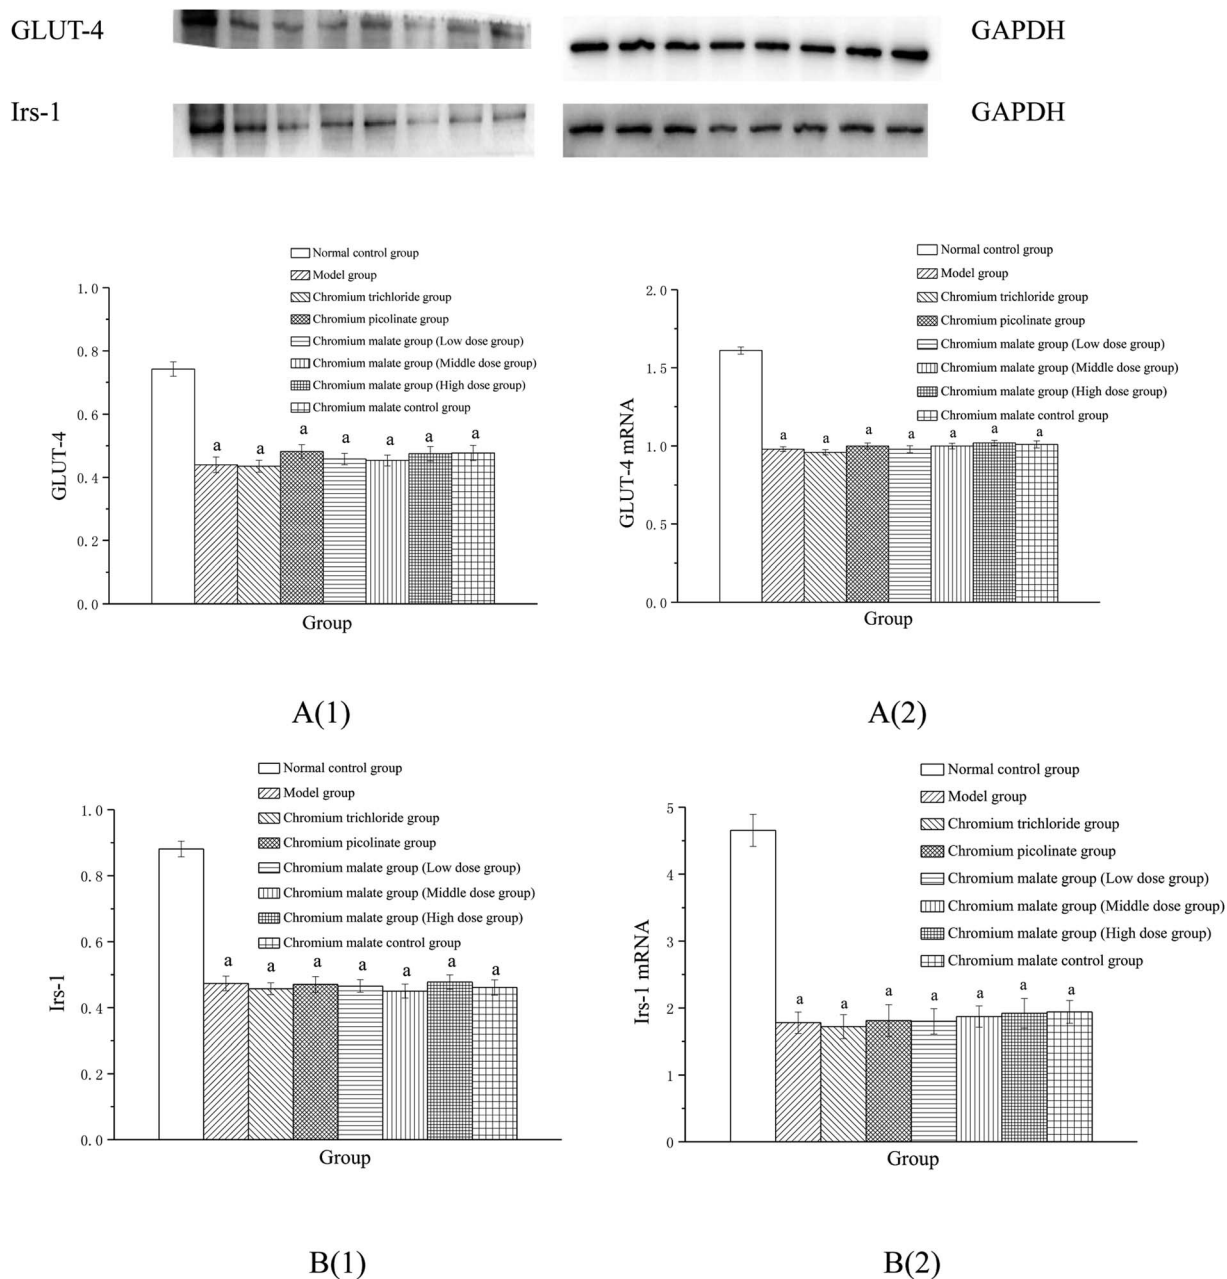 GLUT-4
GAPDH
Irs-1
GAPDH
Normal control group
Model group
Chromium trichloride group
Chromium picolinate group
Chromium malate group (Low dose group)
Chromium malate group (Middle dose group)
Chromium malate group (High dose group)
Chromium malate control group
1.0
0.8
0.6
0.4
0.2
0.0
GLUT-4
a a a a a a a
Group
A(1)
Normal control group
Model group
Chromium trichloride group
Chromium picolinate group
Chromium malate group (Low dose group)
Chromium malate group (Middle dose group)
Chromium malate group (High dose group)
Chromium malate control group
2.0
1.5
1.0
0.5
0.0
GLUT-4 mRNA
a a a a a a a
Group
A(2)
Normal control group
Model group
Chromium trichloride group
Chromium picolinate group
Chromium malate group (Low dose group)
Chromium malate group (Middle dose group)
Chromium malate group (High dose group)
Chromium malate control group
1.0
0.8
0.6
0.4
0.2
0.0
Irs-1
a a a a a a a
Group
B(1)
Normal control group
Model group
Chromium trichloride group
Chromium picolinate group
Chromium malate group (Low dose group)
Chromium malate group (Middle dose group)
Chromium malate group (High dose group)
Chromium malate control group
5
4
3
2
1
0
Irs-1 mRNA
a a a a a a a
Group
B(2)